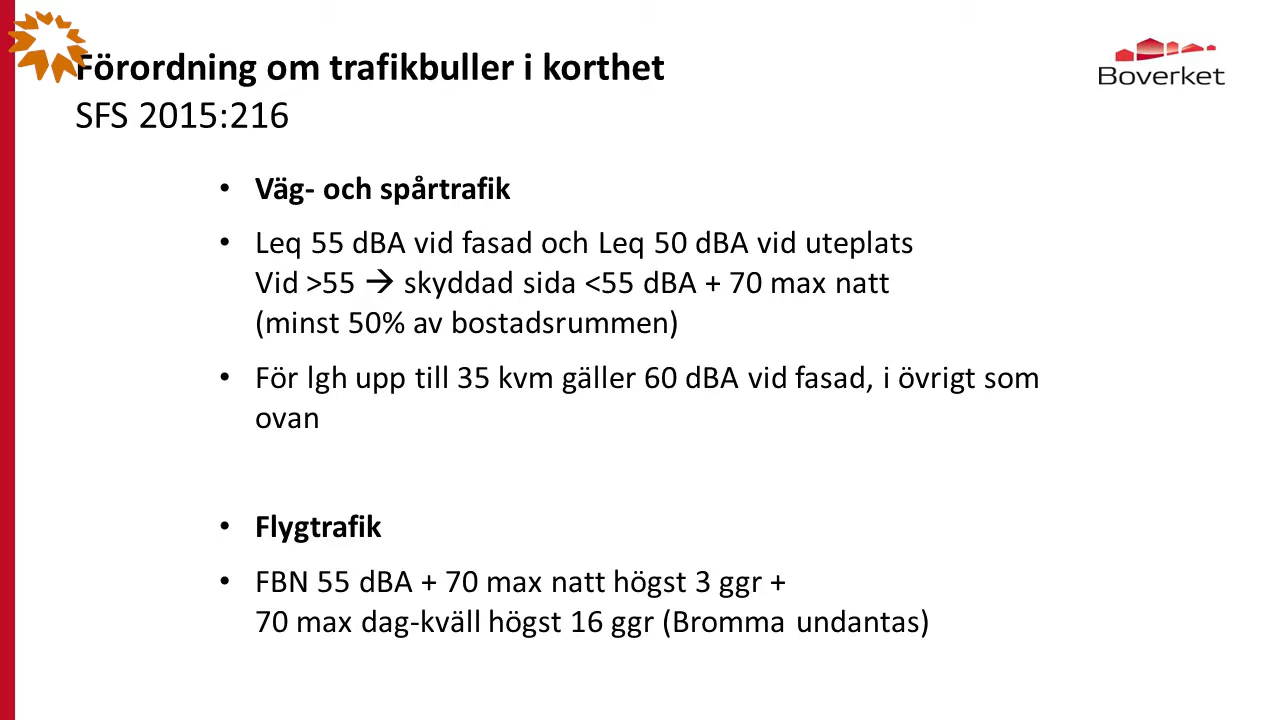 Förordning om trafikbuller i korthet
SFS 2015:216
Boverket
• Väg- och spårtrafik
• Leq 55 dBA vid fasad och Leq 50 dBA vid uteplats
Vid >55 → skyddad sida <55 dBA + 70 max natt
(minst 50% av bostadsrummen)
• För lgh upp till 35 kvm gäller 60 dBA vid fasad, i övrigt som
ovan
• Flygtrafik
• FBN 55 dBA + 70 max natt högst 3 ggr +
70 max dag-kväll högst 16 ggr (Bromma undantas)